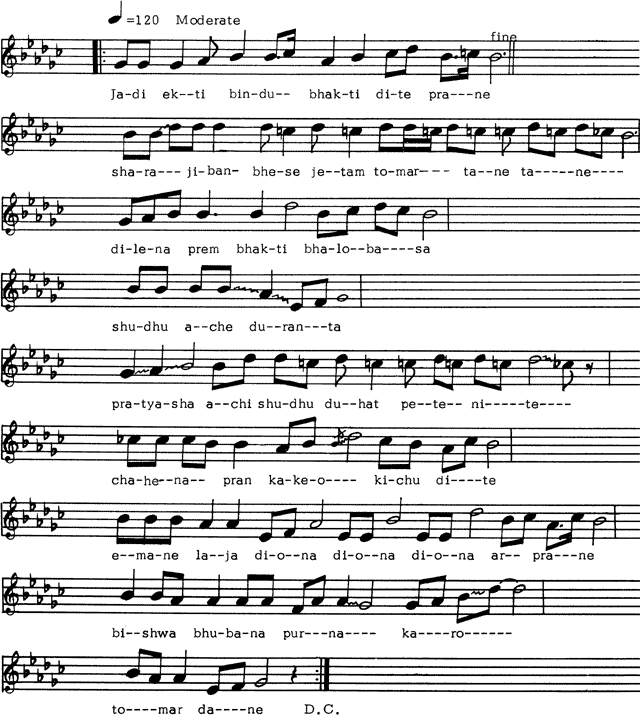 =120 Moderate
fine
Ja-di ek--ti bin-du-- bhak-ti di-te pra---ne
sha-ra--- ji-ban- bhe-se je--tam to-mar--- ta--ne ta-----ne----
di-le-na prem bhak-ti bha-lo--ba----sa
shu-dhu a--che du--ran---ta
pra-tya-sha a--chi shu-dhu du--hat pe--te-- ni-----te----
cha-he--na-- pran ka-ke-o---- ki-chu di----te
e--ma-ne la--ja di--o--na di--o--na di--o--na ar-- pra---ne
bi--shwa bhu-ba-na pur--na---- ka----ro------
to----mar da----ne D.C.